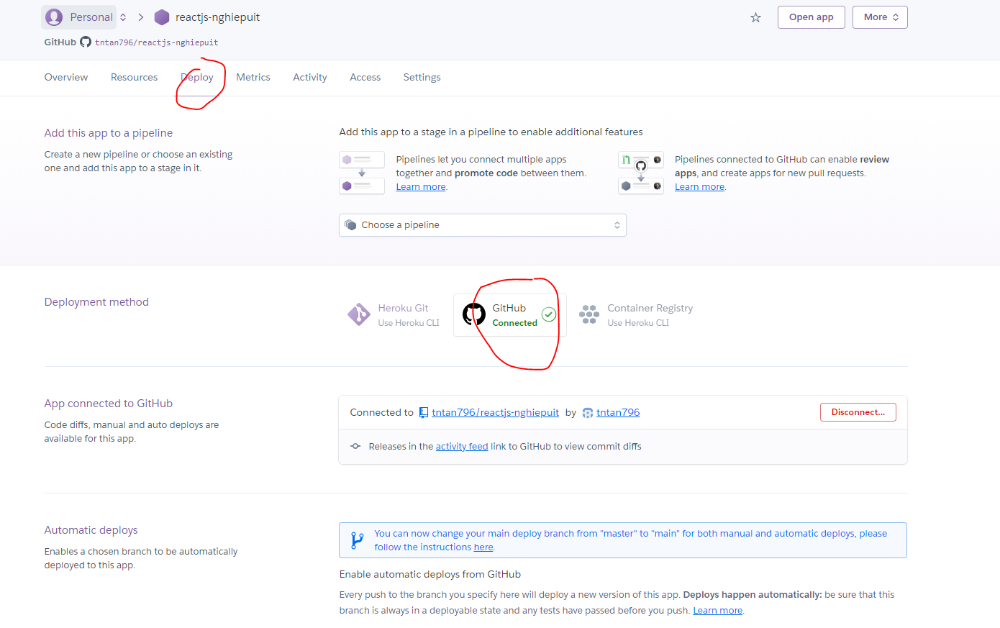 Personal
reactjs-nghiepuit
Open app
More
GitHub tntan796/reactjs-nghiepuit
Overview
Resources
Deploy
Metrics
Activity
Access
Settings
Add this app to a pipeline
Create a new pipeline or choose an existing
one and add this app to a stage in it.
Add this app to a stage in a pipeline to enable additional features
Pipelines let you connect multiple apps
together and promote code between them.
Learn more.
Pipelines connected to GitHub can enable review
apps, and create apps for new pull requests.
Learn more.
Choose a pipeline
Deployment method
Heroku Git
Use Heroku CLI
GitHub
Connected
Container Registry
Use Heroku CLI
App connected to GitHub
Code diffs, manual and auto deploys are
available for this app.
Connected to tntan796/reactjs-nghiepuit by tntan796
Disconnect...
Releases in the activity feed link to GitHub to view commit diffs
Automatic deploys
Enables a chosen branch to be automatically
deployed to this app.
You can now change your main deploy branch from "master" to "main" for both manual and automatic deploys, please
follow the instructions here.
Enable automatic deploys from GitHub
Every push to the branch you specify here will deploy a new version of this app. Deploys happen automatically: be sure that this
branch is always in a deployable state and any tests have passed before you push. Learn more.